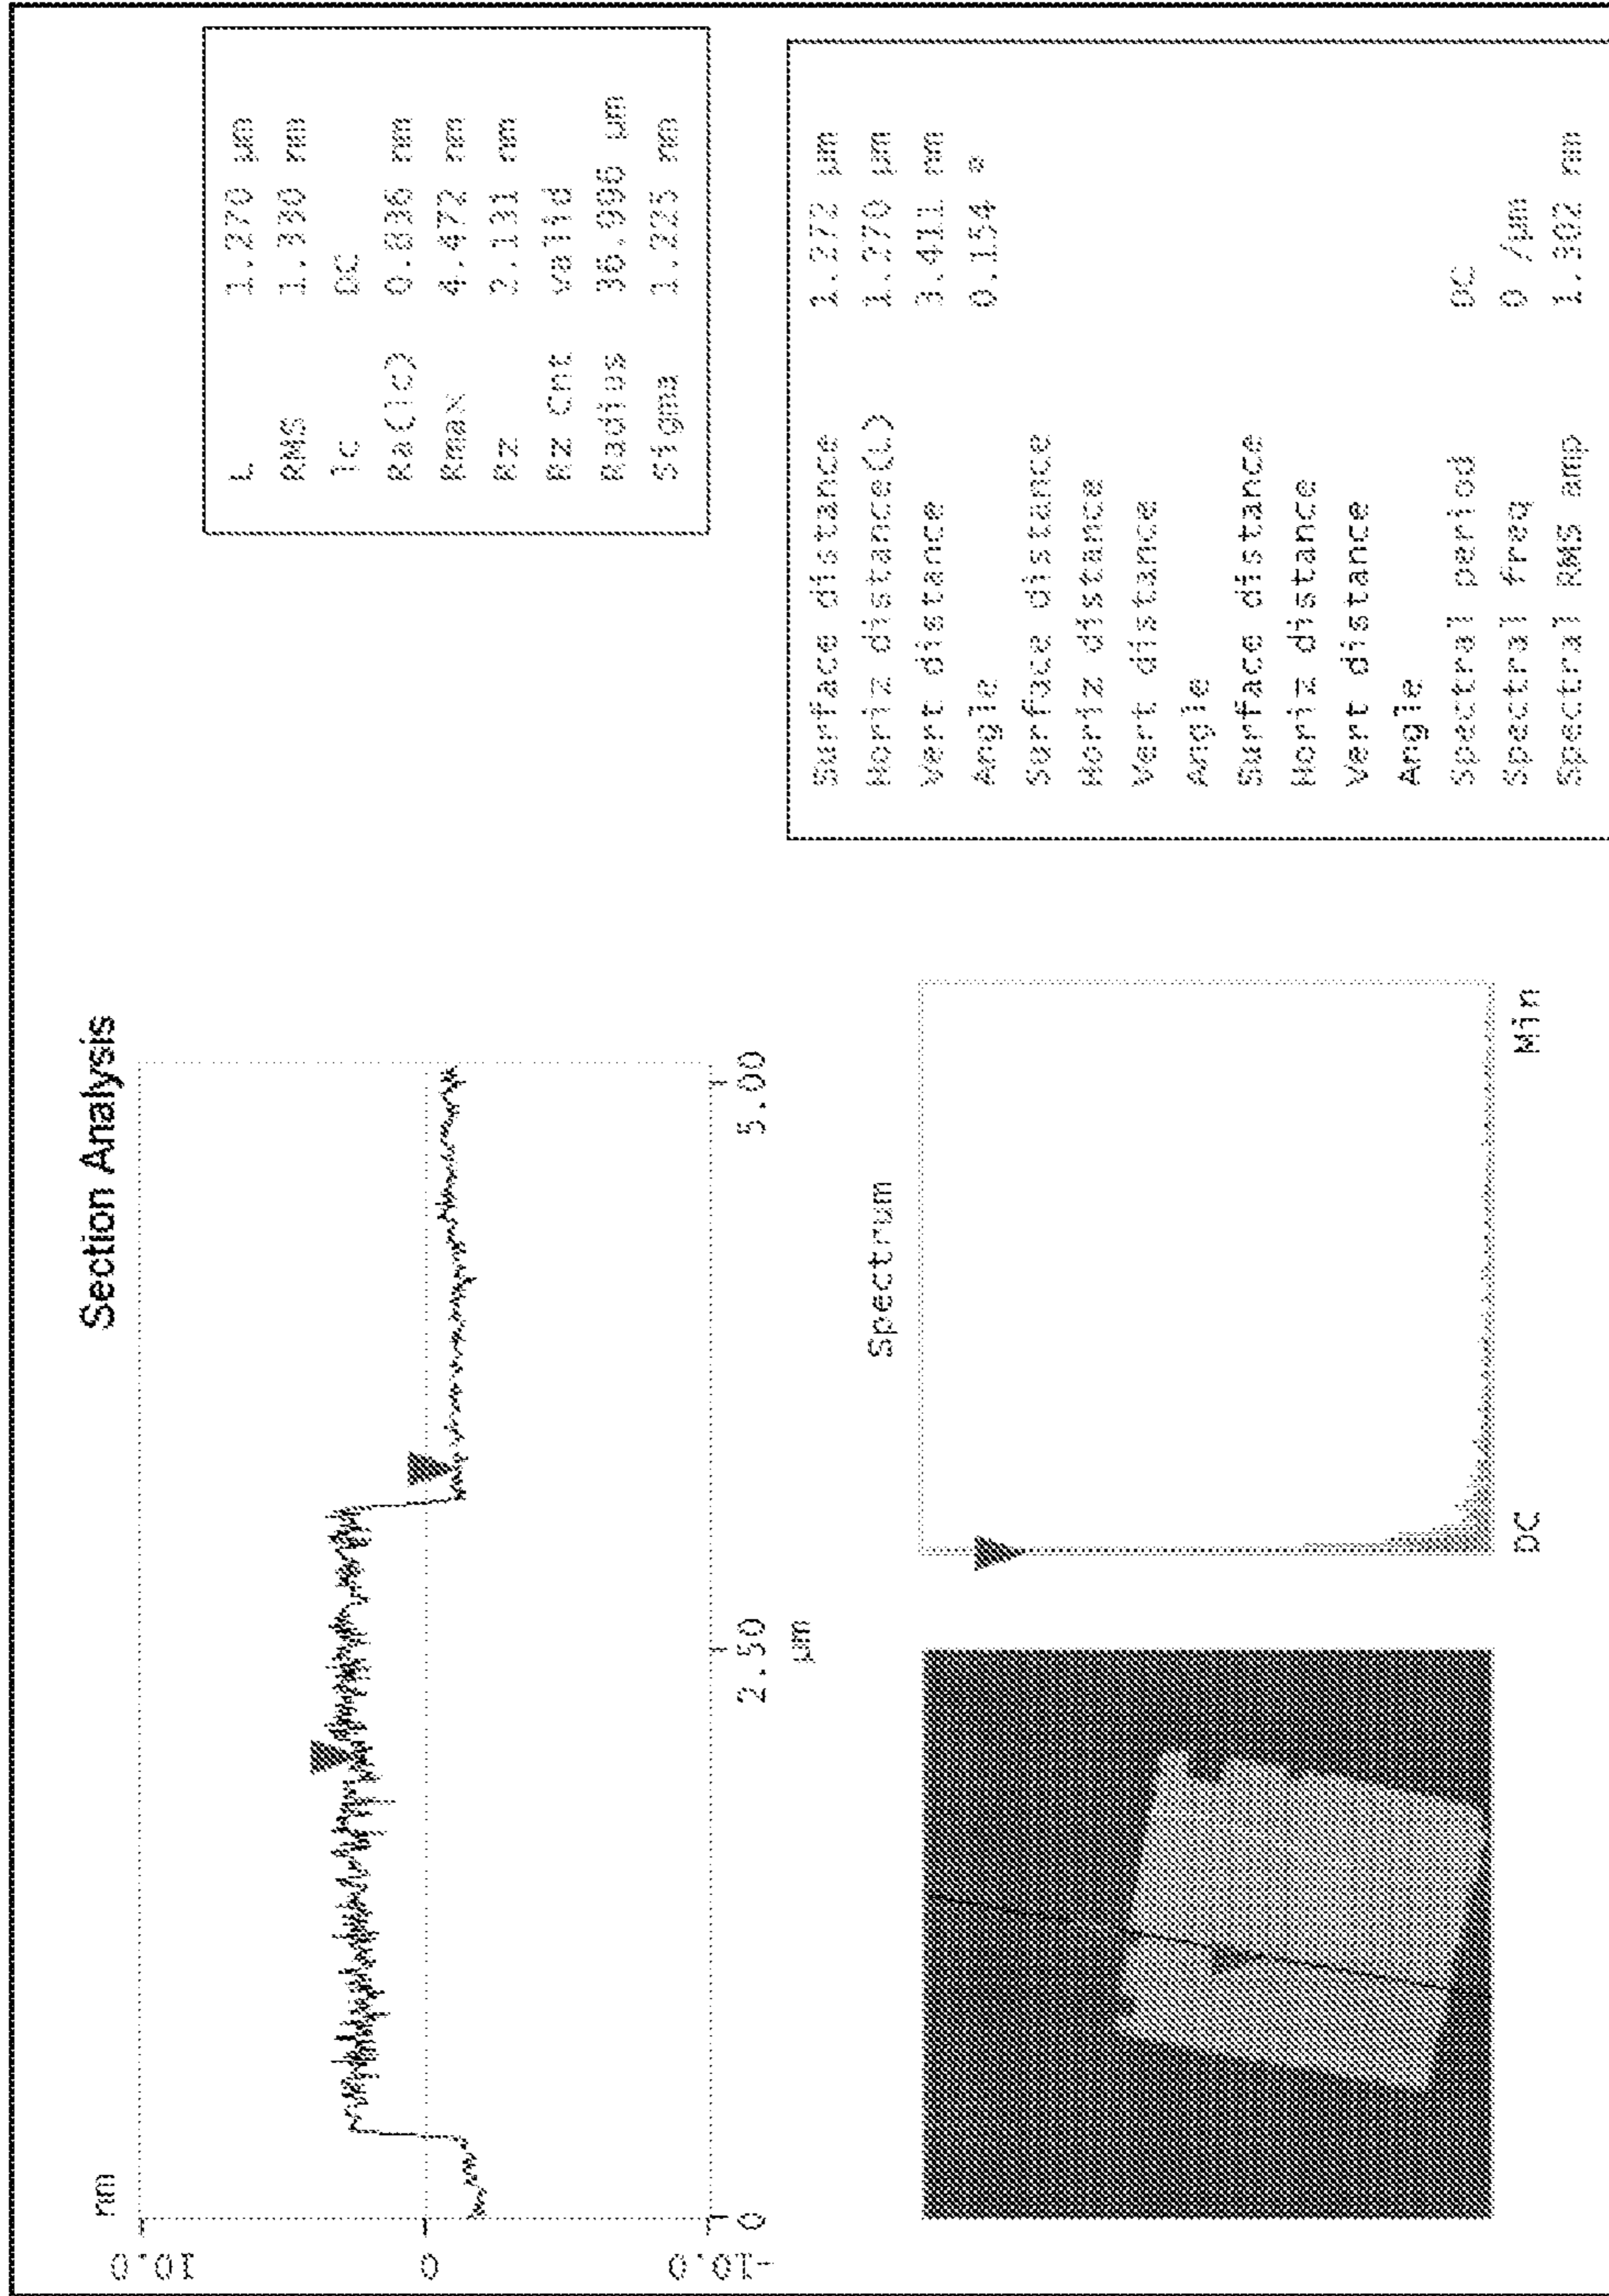 Section Analysis
nm
10.0
0
-10.0
0
2.50
5.00
μm
L 1.270 μm
RMS 1.330 nm
lc DC
Ra(lc) 0.836 nm
Rmax 4.472 nm
Rz 2.131 nm
Rz Cnt valid
Radius μm
Sigma 1.225 nm
Surface distance 1.272 μm
Horiz distance(L) 1.270 μm
Vert distance 3.411 nm
Angle 0.154 °
Surface distance
Horiz distance
Vert distance
Angle
Surface distance
Horiz distance
Vert distance
Angle
Spectral period DC
Spectral freq 0 /μm
Spectral RMS amp 1.302 nm
Spectrum
DC
Min